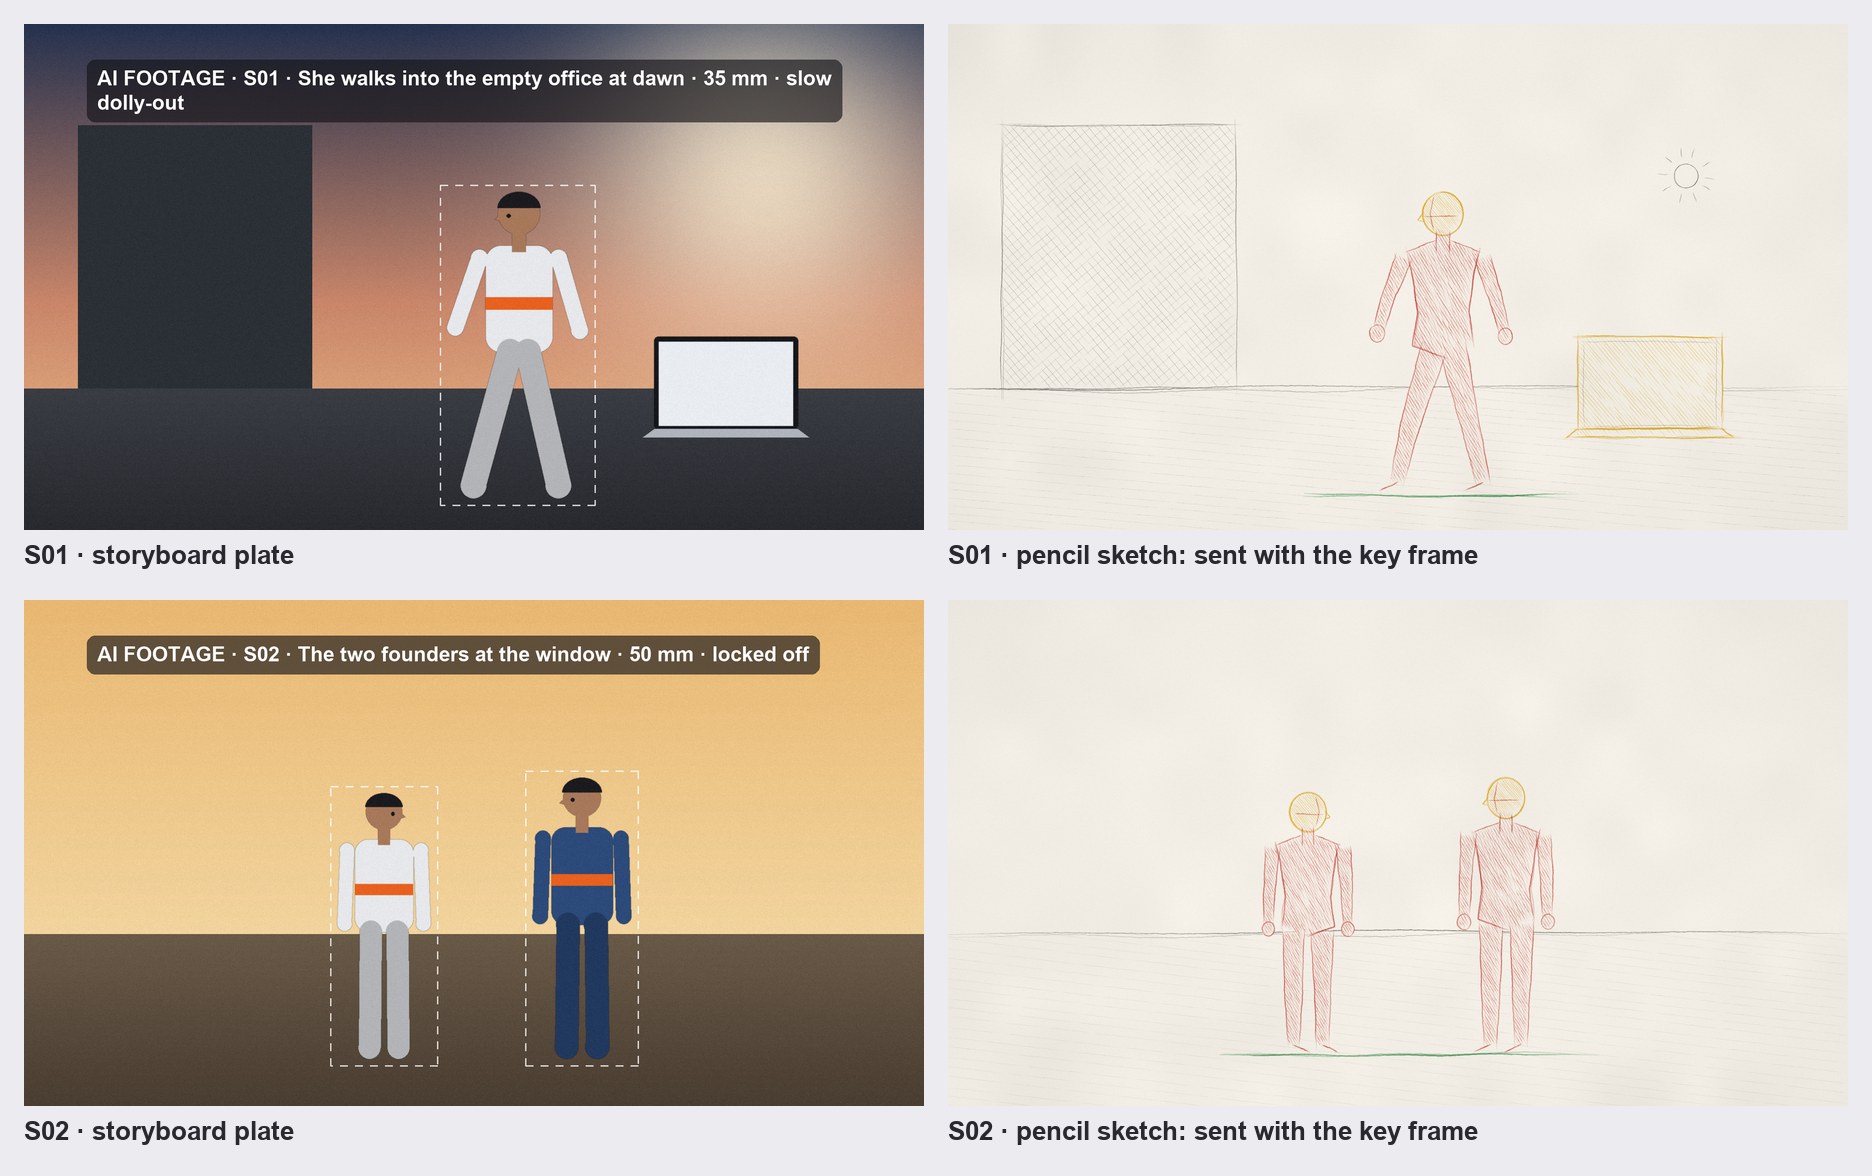 AI FOOTAGE · S01 · She walks into the empty office at dawn · 35 mm · slow
dolly-out
S01 · storyboard plate
S01 · pencil sketch: sent with the key frame
AI FOOTAGE · S02 · The two founders at the window · 50 mm · locked off
S02 · storyboard plate
S02 · pencil sketch: sent with the key frame